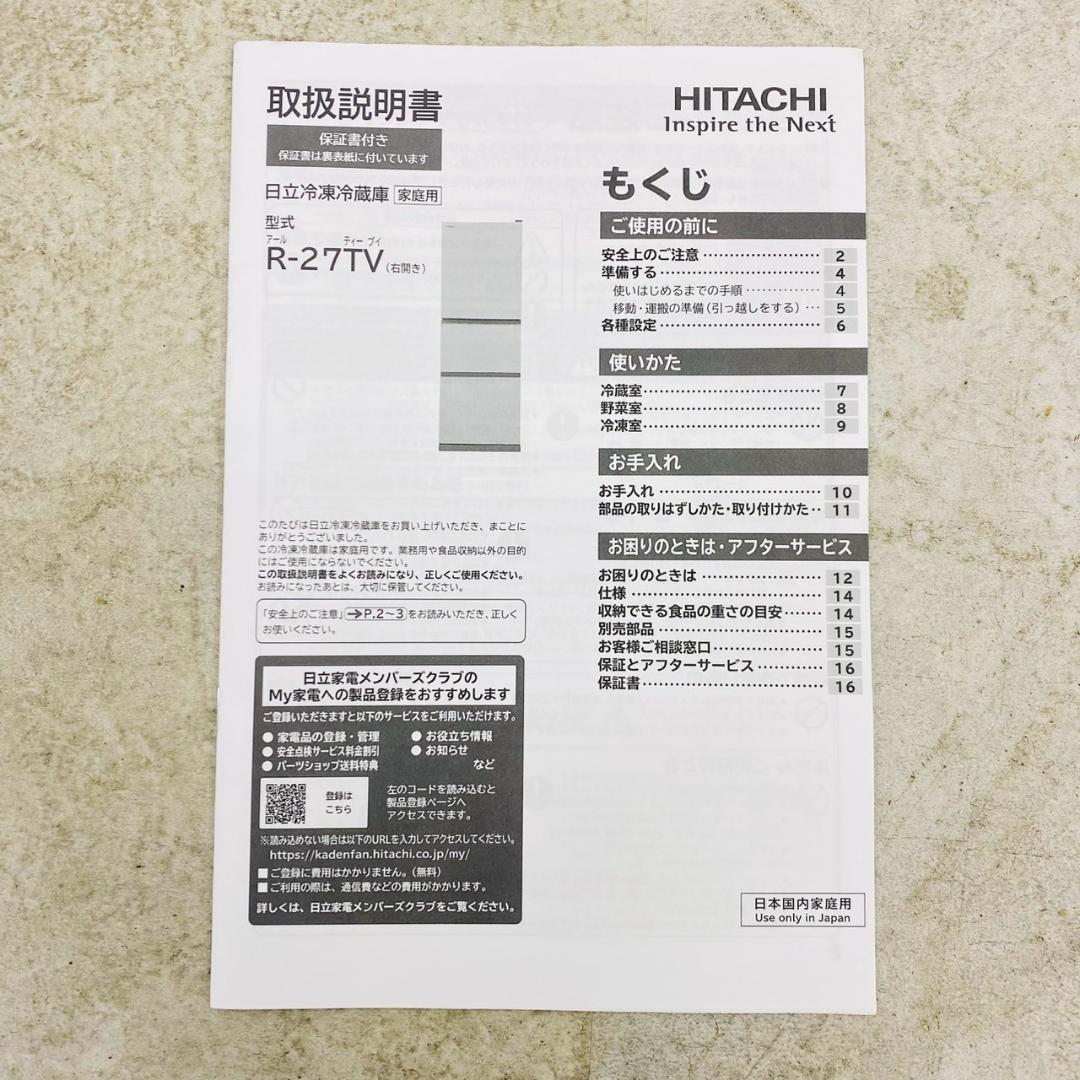 取扱説明書
保証書付き
保証書は裏表紙に付いています
日立冷凍冷蔵庫 家庭用
型式
アール ティー ブイ
R-27TV(右開き)
このたびは日立冷凍冷蔵庫をお買い上げいただき、まことに
ありがとうございました。
この冷凍冷蔵庫は家庭用です。業務用や食品収納以外の目的
にはご使用にならないでください。
この取扱説明書をよくお読みになり、正しくご使用ください。
お読みになったあとは、大切に保管してください。
「安全上のご注意」→P.2〜3をお読みいただき、正しく
お使いください。
日立家電メンバーズクラブの
My家電への製品登録をおすすめします
ご登録いただきますと以下のサービスをご利用いただけます。
● 家電品の登録・管理 ● お役立ち情報
● 安全点検サービス料金割引 ● お知らせ
● パーツショップ送料特典 など
登録は
こちら
左のコードを読み込むと
製品登録ページへ
アクセスできます。
※読み込めない場合は以下のURLを入力してアクセスしてください。
https://kadenfan.hitachi.co.jp/my/
■ ご登録に費用はかかりません。(無料)
■ ご利用の際は、通信費などの費用がかかります。
詳しくは、日立家電メンバーズクラブをご覧ください。
HITACHI
Inspire the Next
もくじ
ご使用の前に
安全上のご注意 ………… 2
準備する ………… 4
使いはじめるまでの手順 ………… 4
移動・運搬の準備(引っ越しをする) … 5
各種設定 ………… 6
使いかた
冷蔵室 ………… 7
野菜室 ………… 8
冷凍室 ………… 9
お手入れ
お手入れ ………… 10
部品の取りはずしかた・取り付けかた ‥ 11
お困りのときは・アフターサービス
お困りのときは ………… 12
仕様 ………… 14
収納できる食品の重さの目安 …… 14
別売部品 ………… 15
お客様ご相談窓口 ………… 15
保証とアフターサービス ………… 16
保証書 ………… 16
日本国内家庭用
Use only in Japan